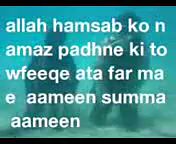 allah hamsab ko n
amaz padhne ki to
wfeeqe ata far ma
e  aameen summa
aameen